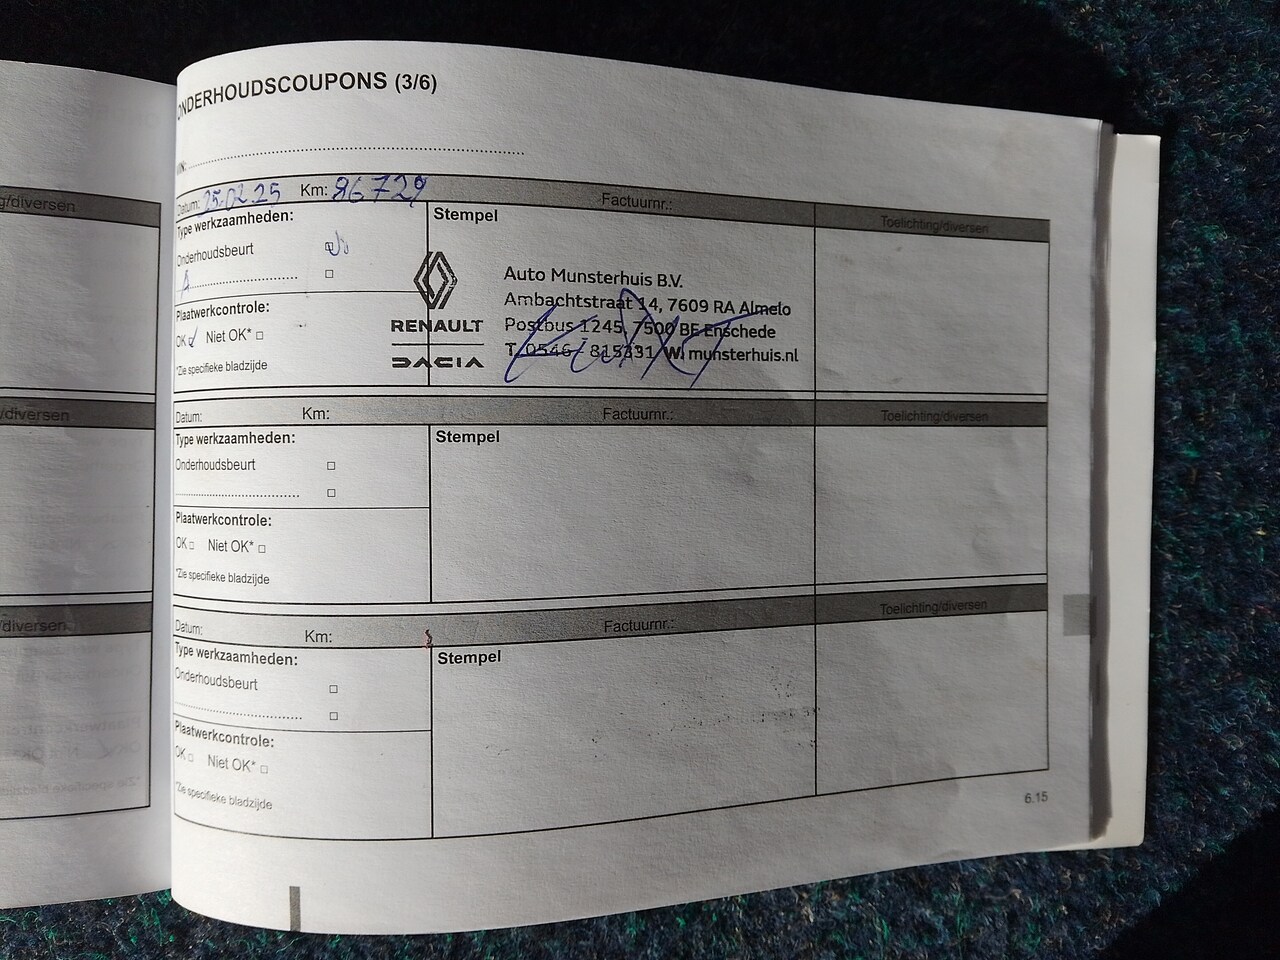 ONDERHOUDSCOUPONS (3/6)
VIN:
Datum: 25.02.25 Km: 86729 Factuurnr.: Toelichting/diversen
Type werkzaamheden:
Stempel
Onderhoudsbeurt
A
Plaatwerkcontrole:
OK Niet OK*
*Zie specifieke bladzijde
RENAULT
DACIA
Auto Munsterhuis B.V.
Ambachtstraat 14, 7609 RA Almelo
Postbus 1245, 7500 BE Enschede
T. 0546 - 815331 W. munsterhuis.nl
Datum: Km: Factuurnr.: Toelichting/diversen
Type werkzaamheden:
Stempel
Onderhoudsbeurt
Plaatwerkcontrole:
OK Niet OK*
*Zie specifieke bladzijde
Datum: Km: Factuurnr.: Toelichting/diversen
Type werkzaamheden:
Stempel
Onderhoudsbeurt
Plaatwerkcontrole:
OK Niet OK*
*Zie specifieke bladzijde
6.15
g/diversen
/diversen
/diversen